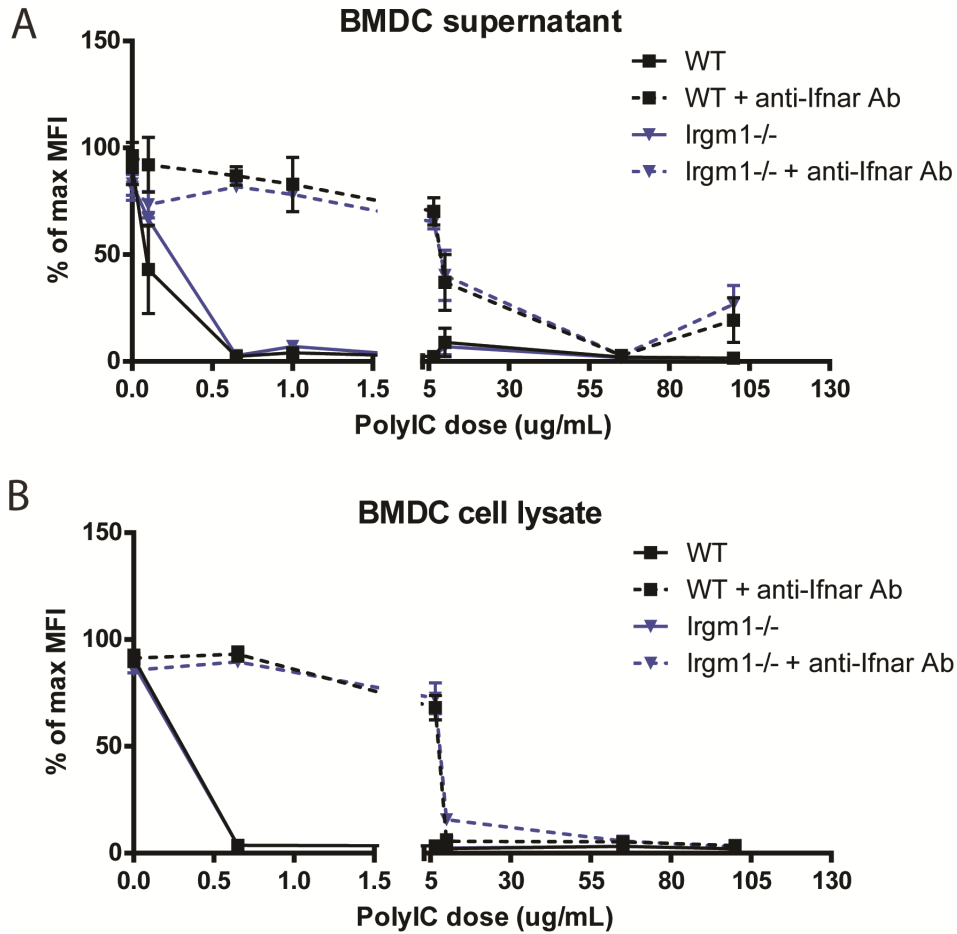 A
BMDC supernatant
150
100
50
0
% of max MFI
WT
WT + anti-Ifnar Ab
Irgm1-/-
Irgm1-/- + anti-Ifnar Ab
0.0 0.5 1.0 1.5 5 30 55 80 105 130
PolyIC dose (ug/mL)
B
BMDC cell lysate
150
100
50
0
% of max MFI
WT
WT + anti-Ifnar Ab
Irgm1-/-
Irgm1-/- + anti-Ifnar Ab
0.0 0.5 1.0 1.5 5 30 55 80 105 130
PolyIC dose (ug/mL)